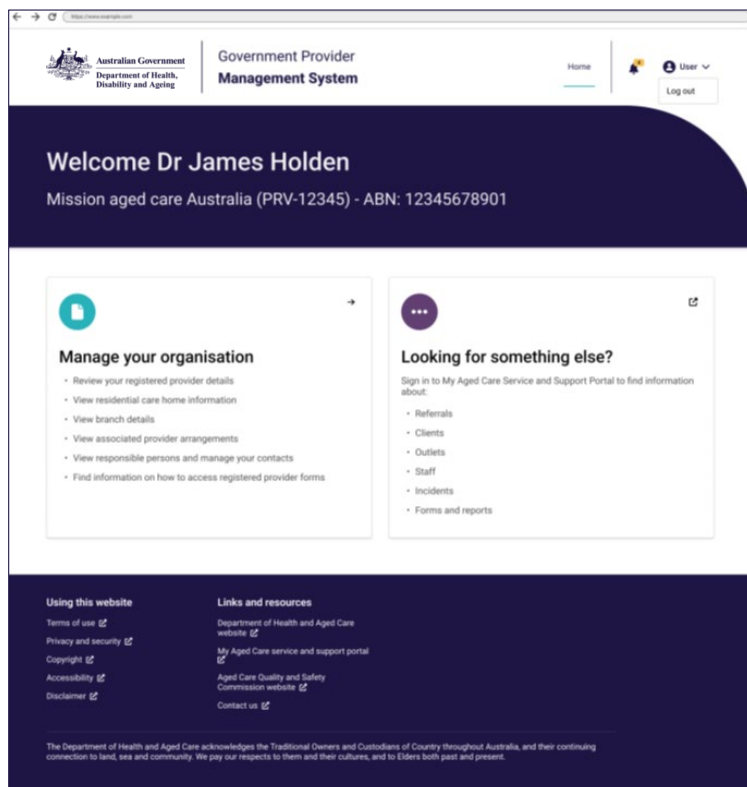 https://www.example.com
Australian Government
Department of Health,
Disability and Ageing
Government Provider
Management System
Home
User
Log out
Welcome Dr James Holden
Mission aged care Australia (PRV-12345) - ABN: 12345678901
Manage your organisation
• Review your registered provider details
• View residential care home information
• View branch details
• View associated provider arrangements
• View responsible persons and manage your contacts
• Find information on how to access registered provider forms
Looking for something else?
Sign in to My Aged Care Service and Support Portal to find information
about:
• Referrals
• Clients
• Outlets
• Staff
• Incidents
• Forms and reports
Using this website
Terms of use
Privacy and security
Copyright
Accessibility
Disclaimer
Links and resources
Department of Health and Aged Care
website
My Aged Care service and support portal
Aged Care Quality and Safety
Commission website
Contact us
The Department of Health and Aged Care acknowledges the Traditional Owners and Custodians of Country throughout Australia, and their continuing
connection to land, sea and community. We pay our respects to them and their cultures, and to Elders both past and present.